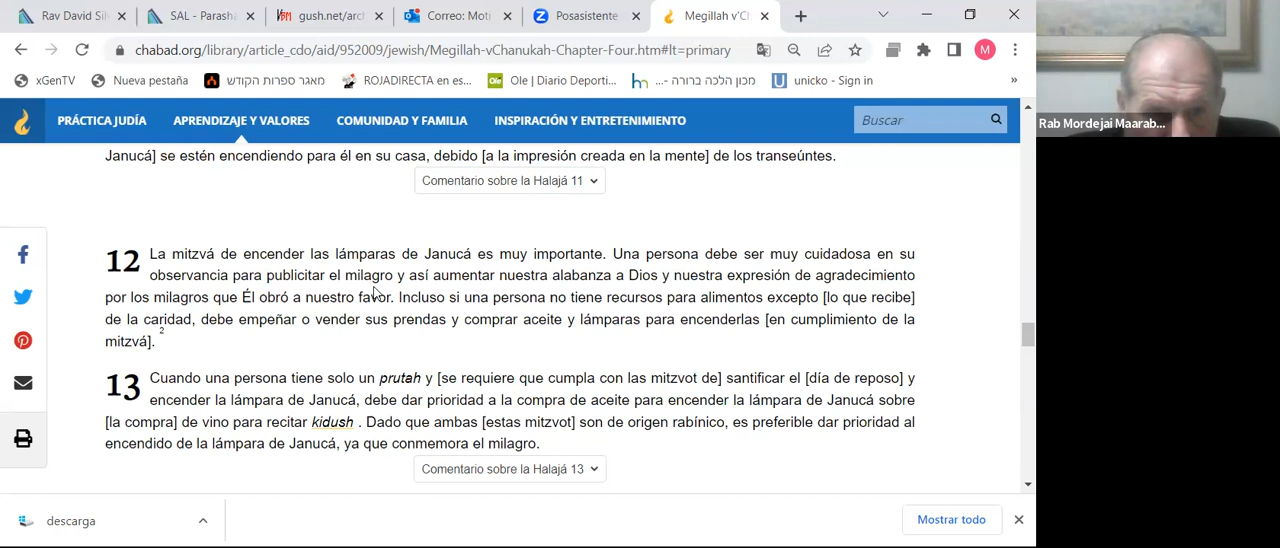 Rav David Sil
SAL - Parasha
gush.net/arc
Correo: Moti
Posasistente
Megillah v'C
chabad.org/library/article_cdo/aid/952009/jewish/Megillah-vChanukah-Chapter-Four.htm#lt=primary
M
xGenTV
Nueva pestaña
מאגר ספרות הקודש
ROJADIRECTA en es...
Ole | Diario Deporti...
מכון הלכה ברורה -...
unicko - Sign in
»
PRÁCTICA JUDÍA
APRENDIZAJE Y VALORES
COMUNIDAD Y FAMILIA
INSPIRACIÓN Y ENTRETENIMIENTO
Buscar
Rab Mordejai Maarab...
Janucá] se estén encendiendo para él en su casa, debido [a la impresión creada en la mente] de los transeúntes.
Comentario sobre la Halajá 11
12 La mitzvá de encender las lámparas de Janucá es muy importante. Una persona debe ser muy cuidadosa en su
observancia para publicitar el milagro y así aumentar nuestra alabanza a Dios y nuestra expresión de agradecimiento
por los milagros que Él obró a nuestro favor. Incluso si una persona no tiene recursos para alimentos excepto [lo que recibe]
de la caridad, debe empeñar o vender sus prendas y comprar aceite y lámparas para encenderlas [en cumplimiento de la
mitzvá]. 2
13 Cuando una persona tiene solo un prutah y [se requiere que cumpla con las mitzvot de] santificar el [día de reposo] y
encender la lámpara de Janucá, debe dar prioridad a la compra de aceite para encender la lámpara de Janucá sobre
[la compra] de vino para recitar kidush . Dado que ambas [estas mitzvot] son de origen rabínico, es preferible dar prioridad al
encendido de la lámpara de Janucá, ya que conmemora el milagro.
Comentario sobre la Halajá 13
descarga
Mostrar todo